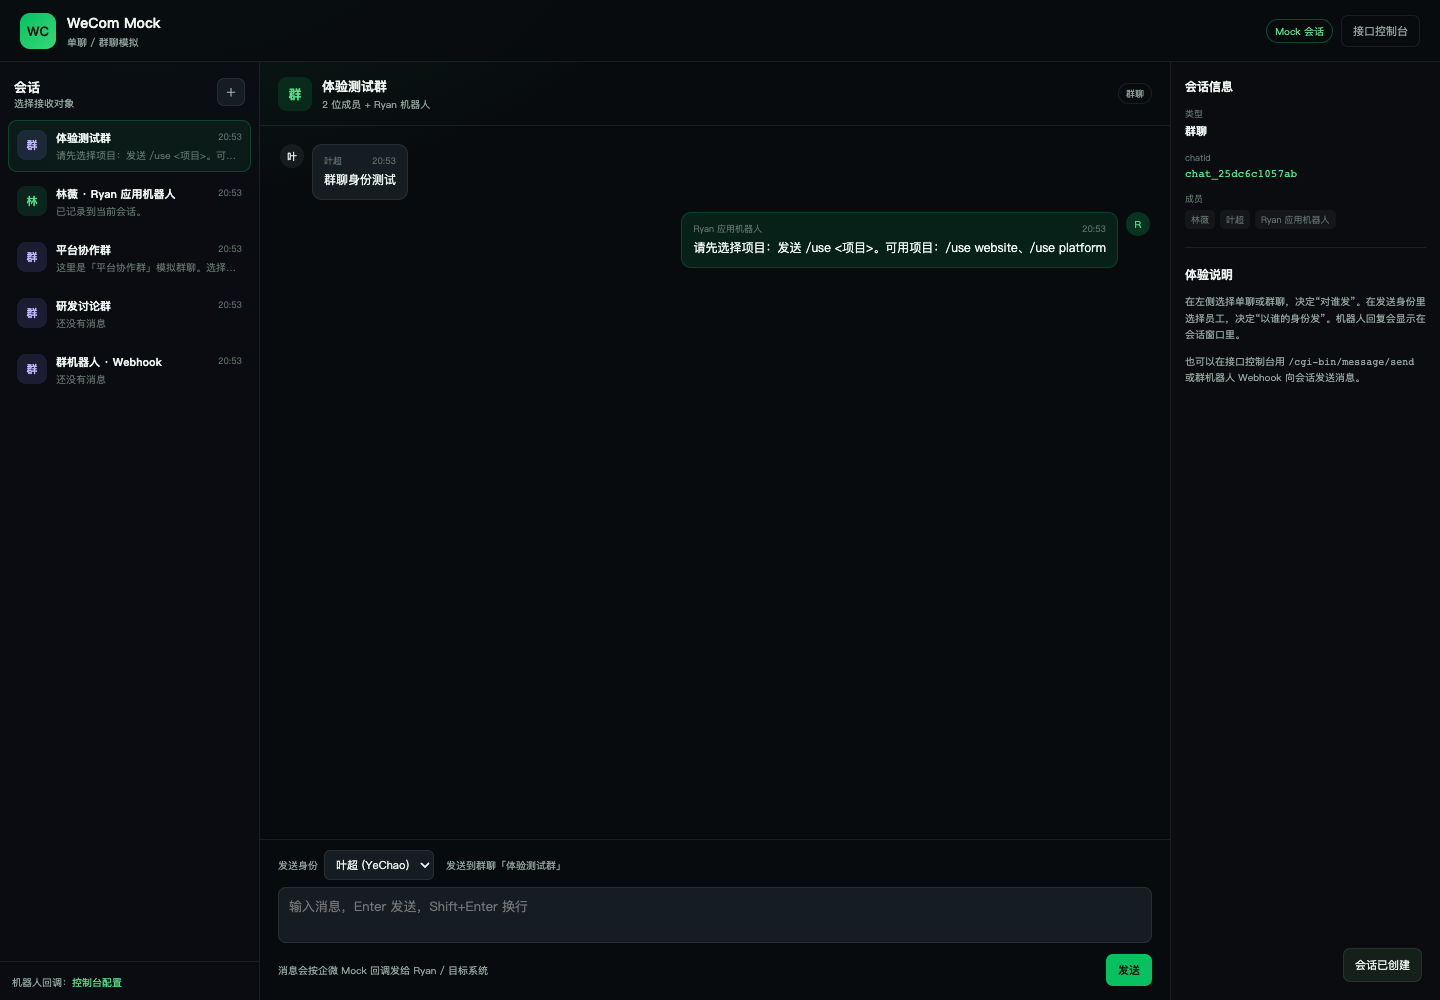 WC
WeCom Mock
单聊 / 群聊模拟
Mock 会话
接口控制台
会话
选择接收对象
+
群
体验测试群
20:53
请先选择项目：发送 /use <项目>。可...
林
林薇 · Ryan 应用机器人
20:53
已记录到当前会话。
群
平台协作群
20:53
这里是「平台协作群」模拟群聊。选择...
群
研发讨论群
20:53
还没有消息
群
群机器人 · Webhook
20:53
还没有消息
机器人回调：控制台配置
群
体验测试群
2 位成员 + Ryan 机器人
群聊
叶
叶超 20:53
群聊身份测试
Ryan 应用机器人 20:53
请先选择项目：发送 /use <项目>。可用项目：/use website、/use platform
R
发送身份 叶超 (YeChao) 发送到群聊「体验测试群」
输入消息，Enter 发送，Shift+Enter 换行
消息会按企微 Mock 回调发给 Ryan / 目标系统
发送
会话信息
类型
群聊
chatid
chat_25dc6c1057ab
成员
林薇 叶超 Ryan 应用机器人
体验说明
在左侧选择单聊或群聊，决定“对谁发”。在发送身份里
选择员工，决定“以谁的身份发”。机器人回复会显示在
会话窗口里。
也可以在接口控制台用 /cgi-bin/message/send
或群机器人 Webhook 向会话发送消息。
会话已创建